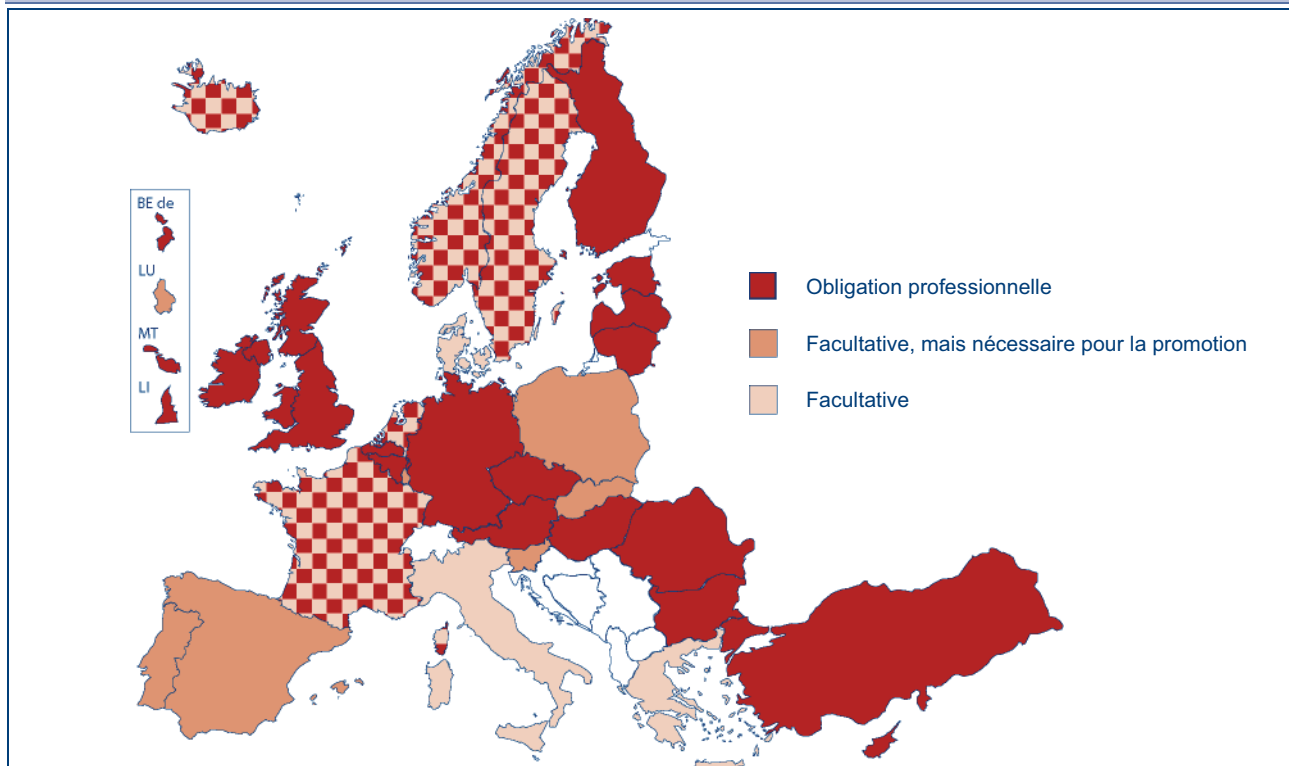 BE de
LU
MT
LI
Obligation professionnelle
Facultative, mais nécessaire pour la promotion
Facultative